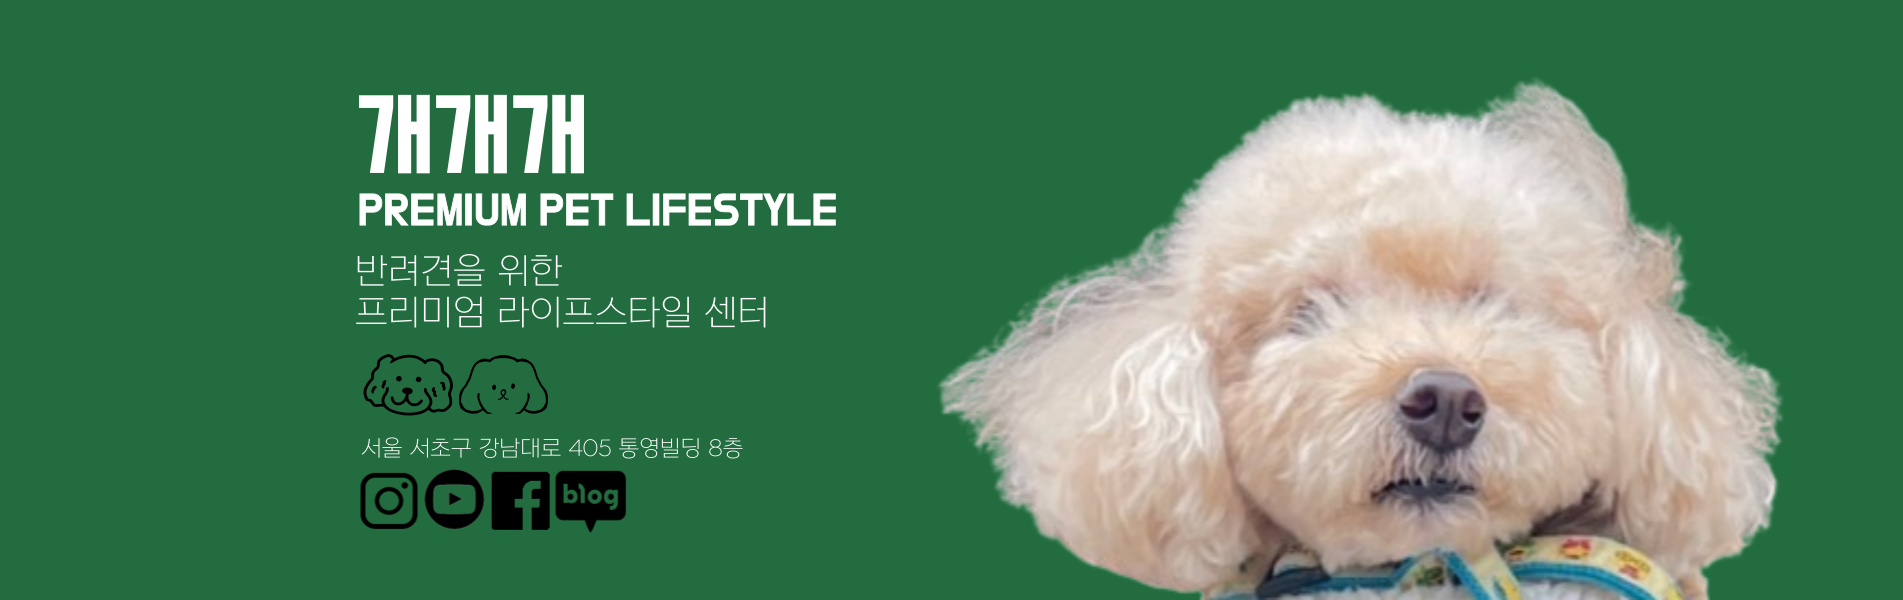 개개개
PREMIUM PET LIFESTYLE
반려견을 위한
프리미엄 라이프스타일 센터
서울 서초구 강남대로 405 통영빌딩 8층
blog